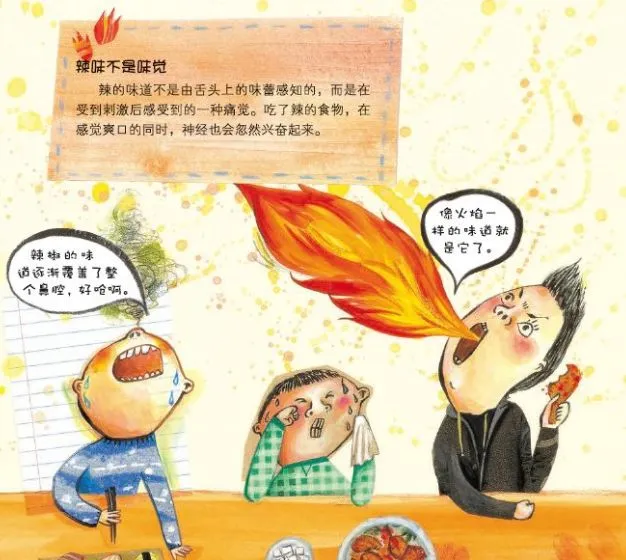 辣味不是味觉
辣的味道不是由舌头上的味蕾感知的，而是在
受到刺激后感受到的一种痛觉。吃了辣的食物，在
感觉爽口的同时，神经也会忽然兴奋起来。
像火焰一
样的味道就
是它了。
辣椒的味
道逐渐覆盖了整
个鼻腔，好呛啊。